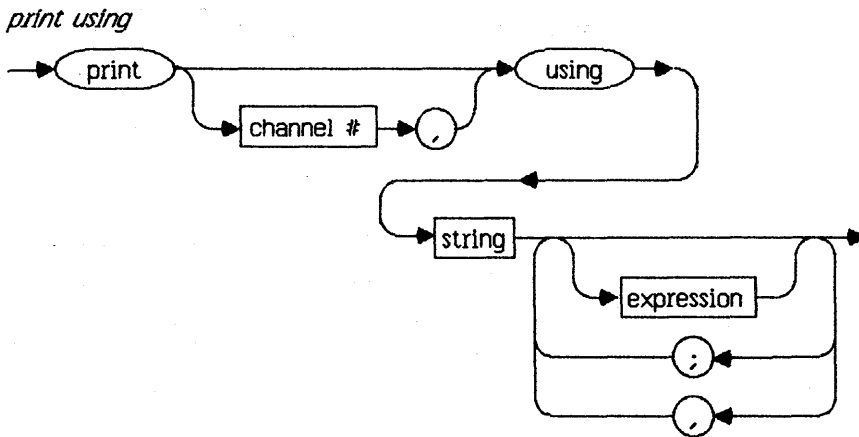 print using
print
using
channel #
,
string
expression
;
,